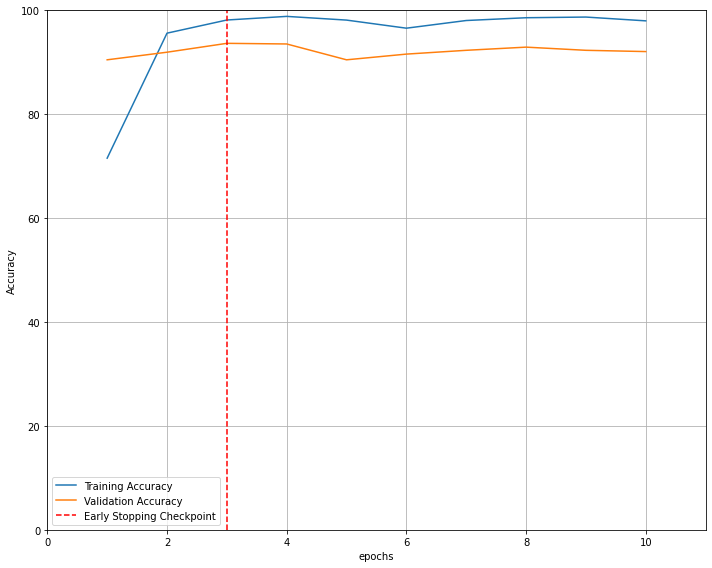 100
80
60
40
20
0
Accuracy
Training Accuracy
Validation Accuracy
Early Stopping Checkpoint
0 2 4 6 8 10
epochs